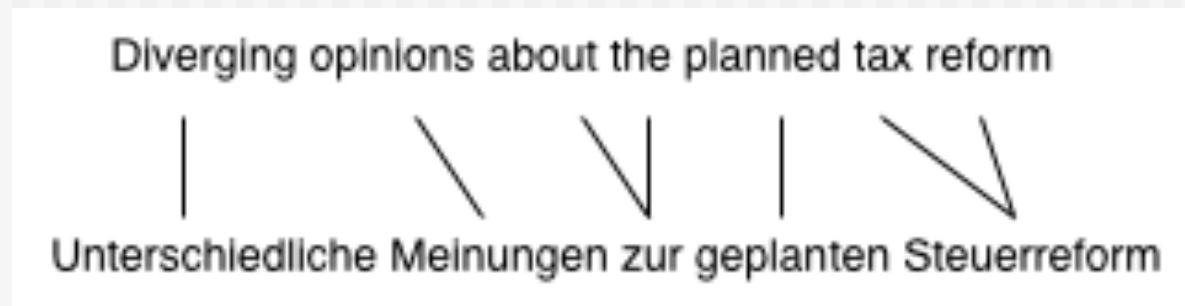 Diverging opinions about the planned tax reform
Unterschiedliche Meinungen zur geplanten Steuerreform